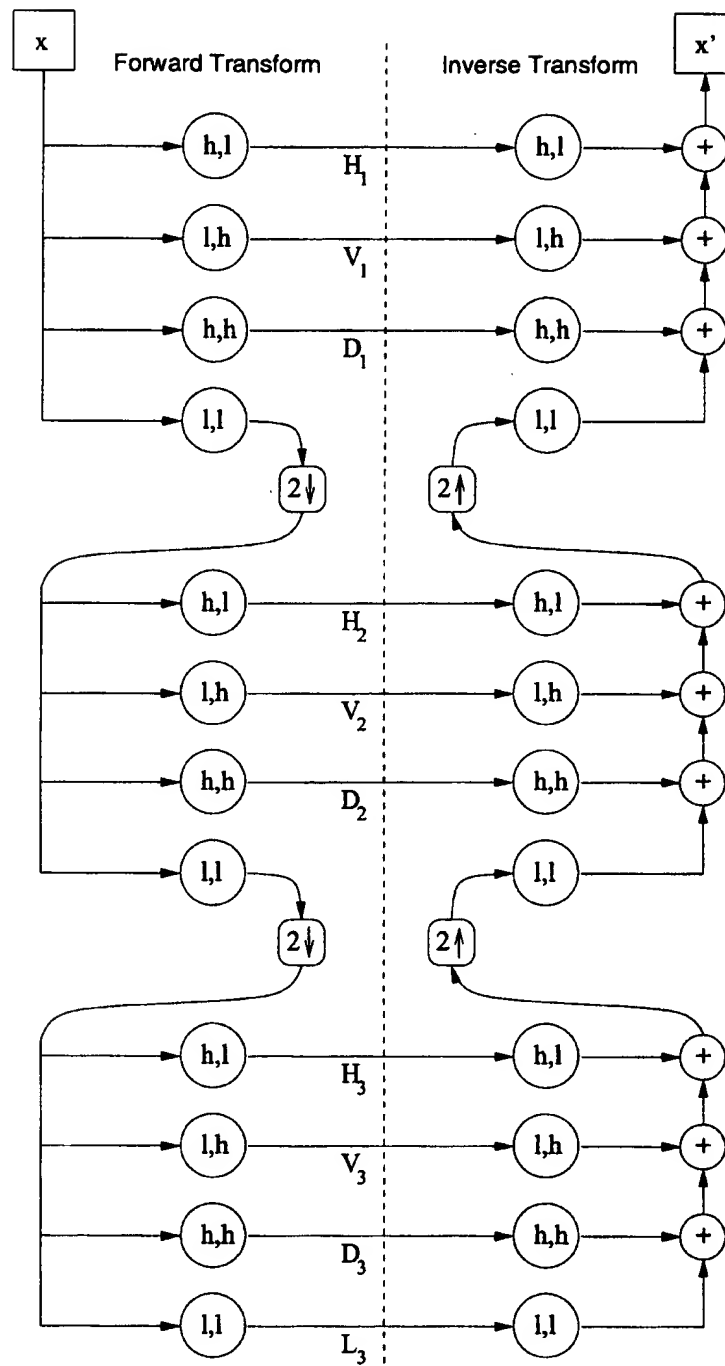 x x'
Forward Transform Inverse Transform
h,l h,l +
H1
l,h l,h +
V1
h,h h,h +
D1
l,l l,l
2↓ 2↑
h,l h,l +
H2
l,h l,h +
V2
h,h h,h +
D2
l,l l,l
2↓ 2↑
h,l h,l +
H3
l,h l,h +
V3
h,h h,h +
D3
l,l l,l
L3